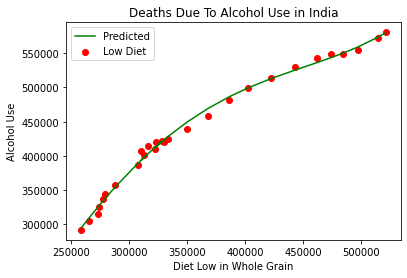 Deaths Due To Alcohol Use in India
Predicted
Low Diet
Alcohol Use
550000
500000
450000
400000
350000
300000
250000 300000 350000 400000 450000 500000
Diet Low in Whole Grain